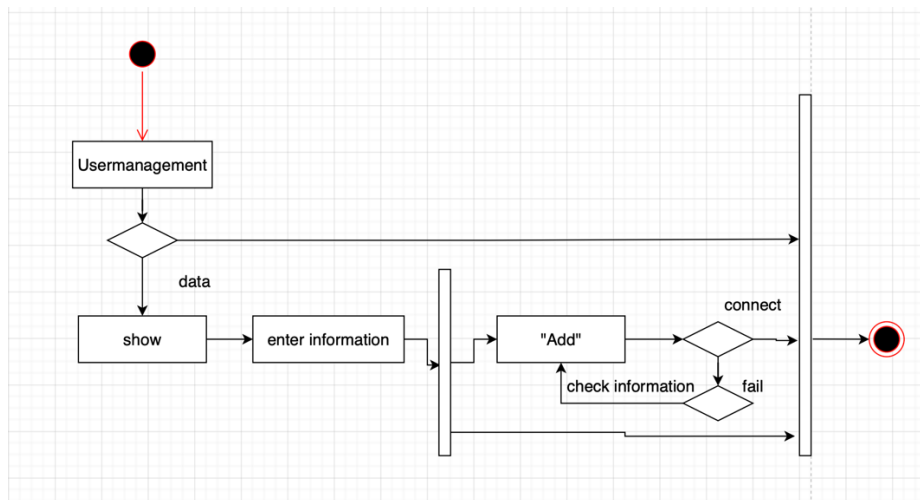 Usermanagement
data
show
enter information
"Add"
connect
check information
fail